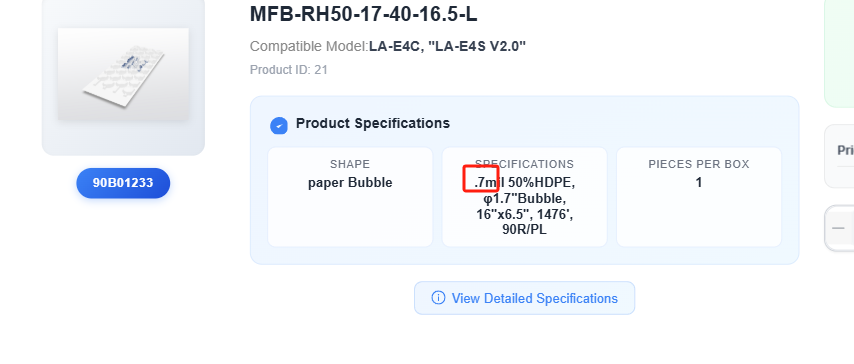 MFB-RH50-17-40-16.5-L
Compatible Model:LA-E4C, "LA-E4S V2.0"
Product ID: 21
Product Specifications
SHAPE
paper Bubble
SPECIFICATIONS
.7mil 50%HDPE,
φ1.7"Bubble,
16"x6.5", 1476',
90R/PL
PIECES PER BOX
1
90B01233
View Detailed Specifications
Pri